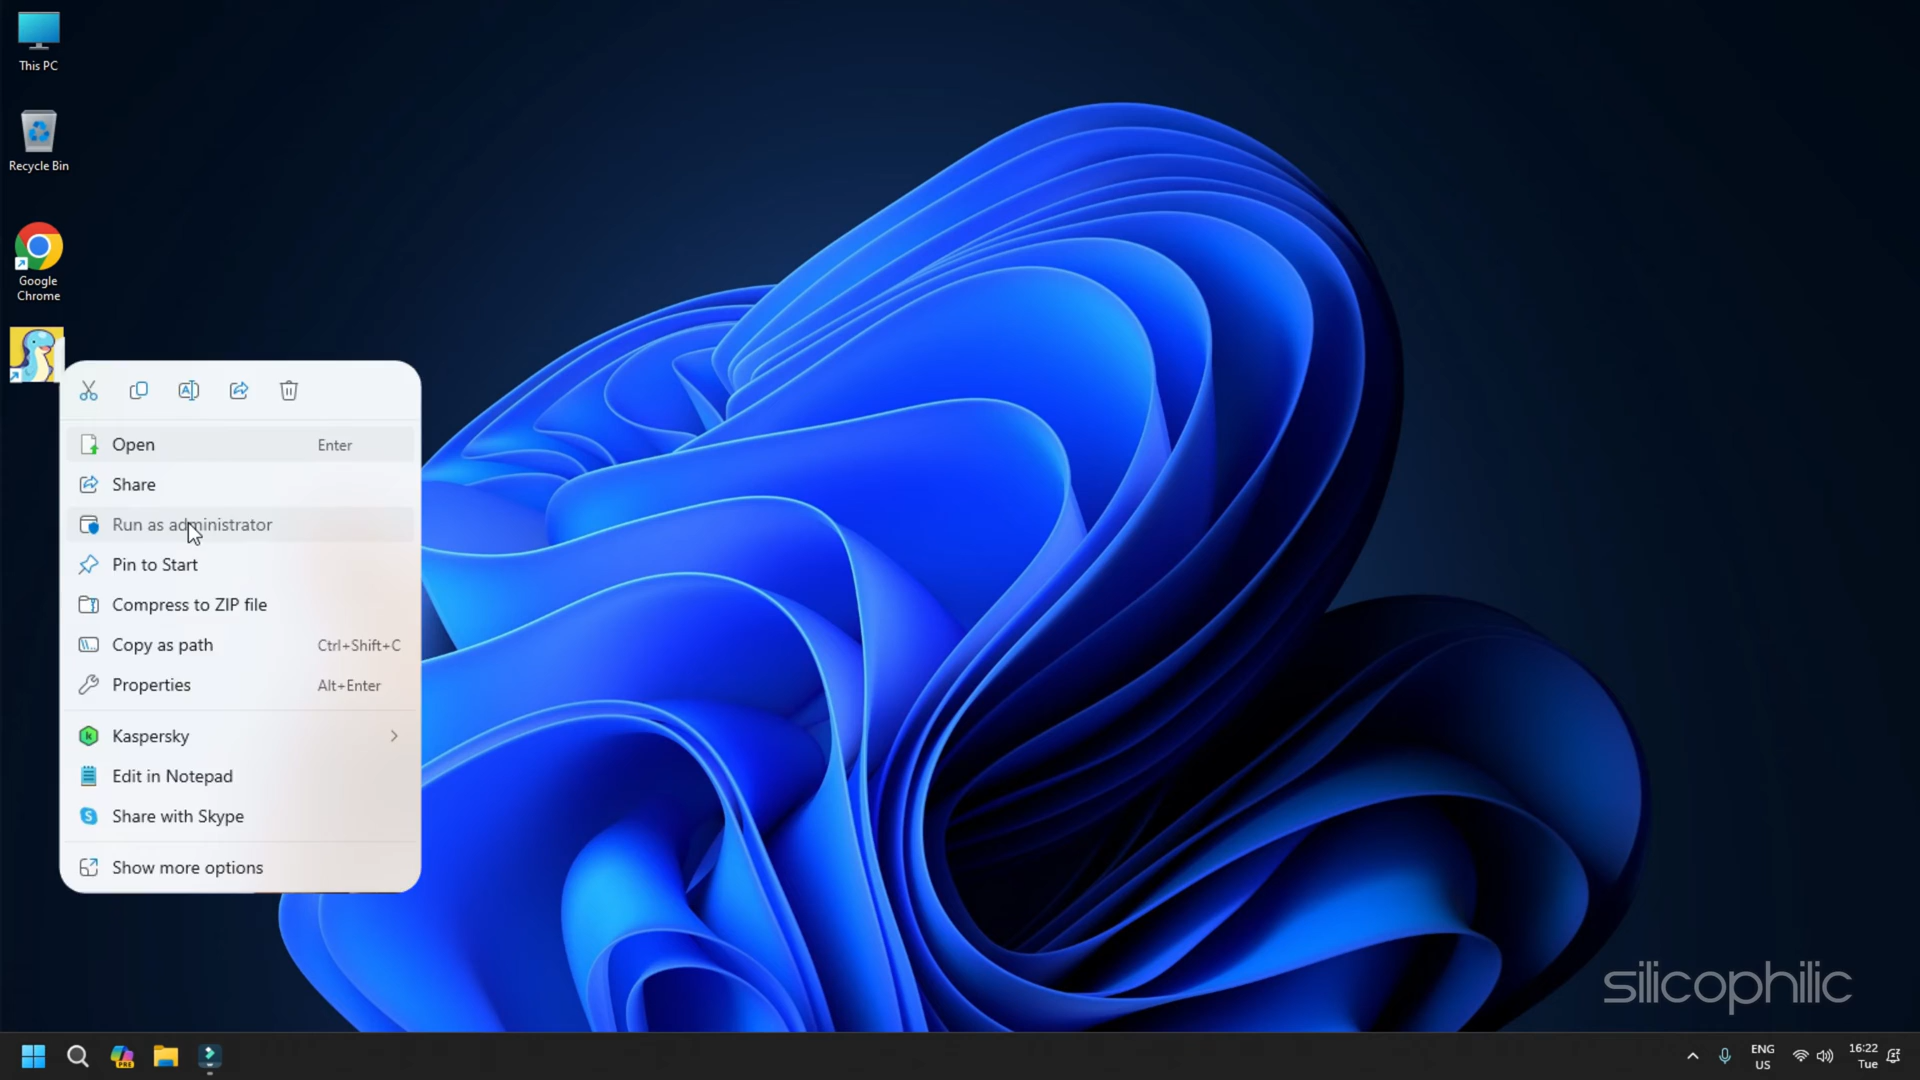 This PC
Recycle Bin
Google
Chrome
Open Enter
Share
Run as administrator
Pin to Start
Compress to ZIP file
Copy as path Ctrl+Shift+C
Properties Alt+Enter
Kaspersky
Edit in Notepad
Share with Skype
Show more options
silicophilic
PRE
ENG
US
16:22
Tue